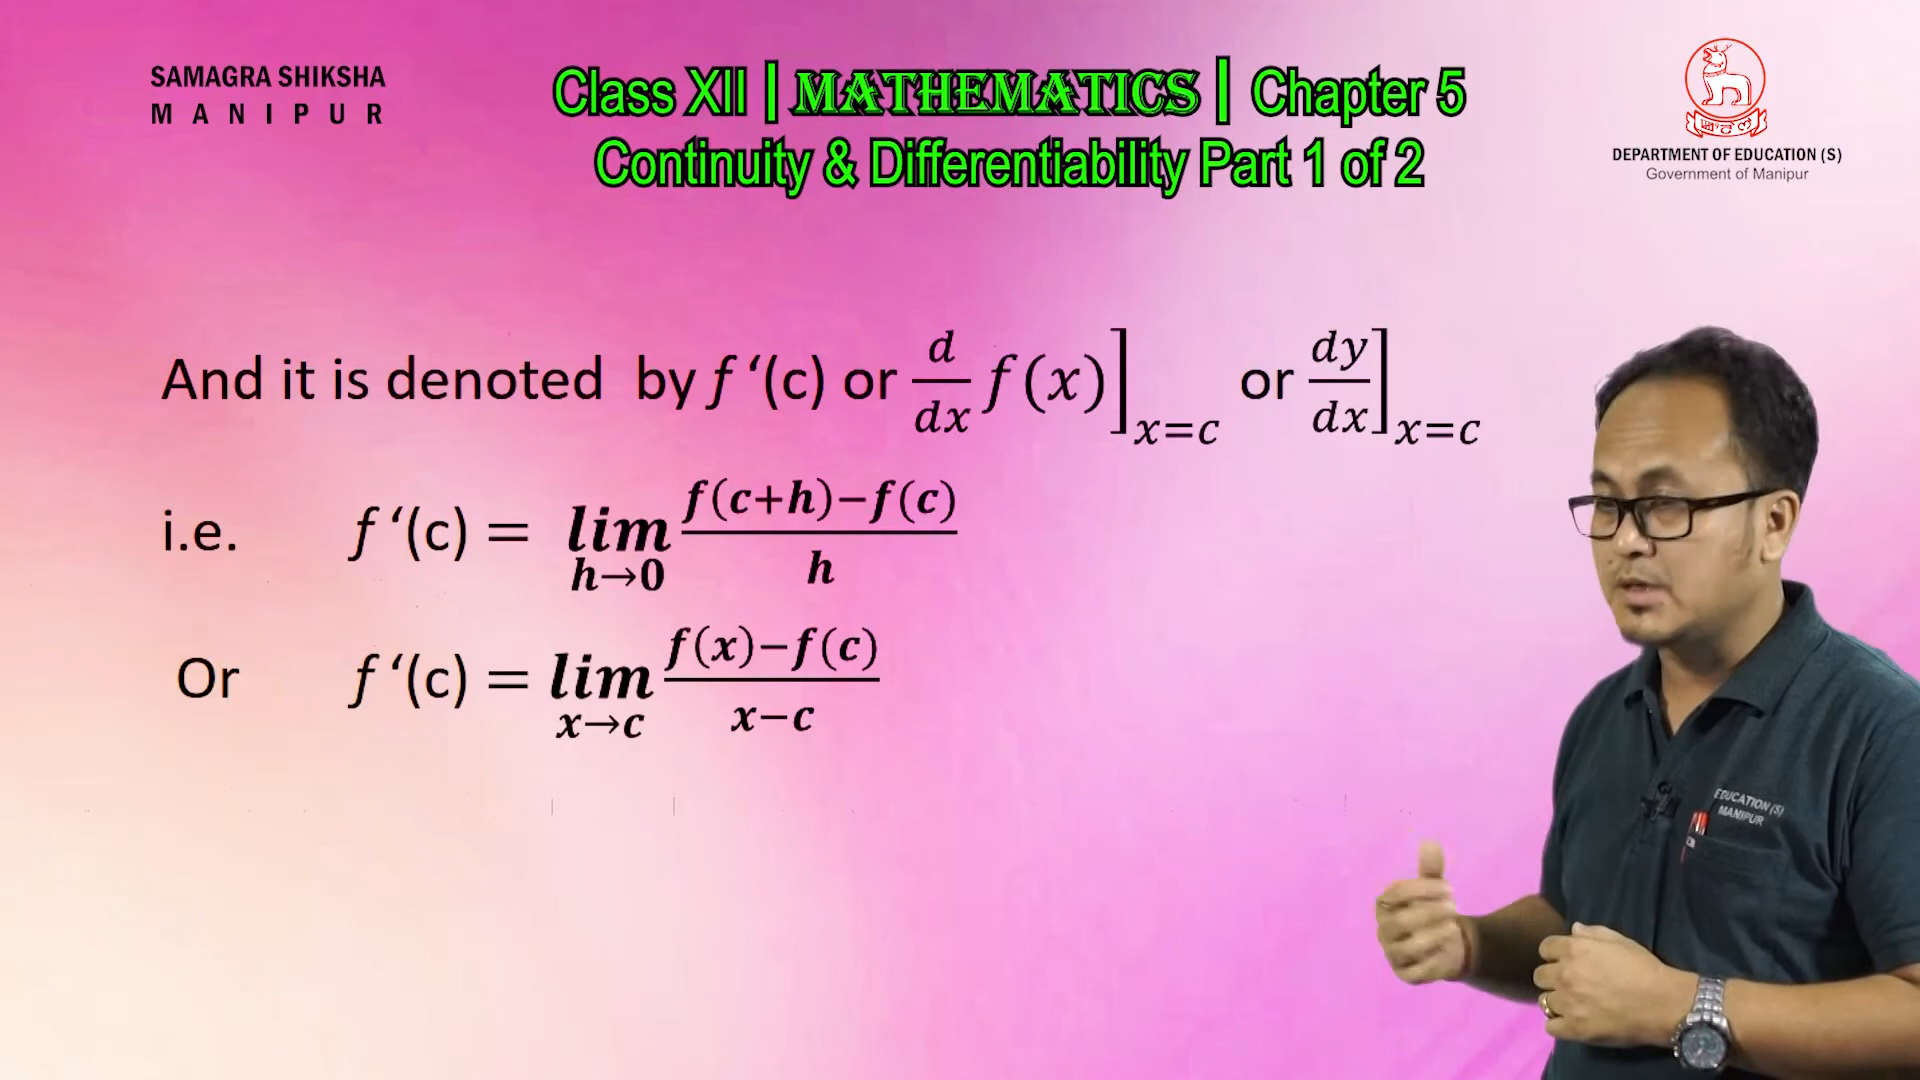 SAMAGRA SHIKSHA
MANIPUR
Class XII | MATHEMATICS | Chapter 5
Continuity & Differentiability Part 1 of 2
DEPARTMENT OF EDUCATION (S)
Government of Manipur
And it is denoted by f ‘(c) or d/dx f(x)]x=c or dy/dx]x=c
i.e. f ‘(c) = lim h→0 f(c+h)−f(c)/h
Or f ‘(c) = lim x→c f(x)−f(c)/x−c
EDUCATION (S)
MANIPUR